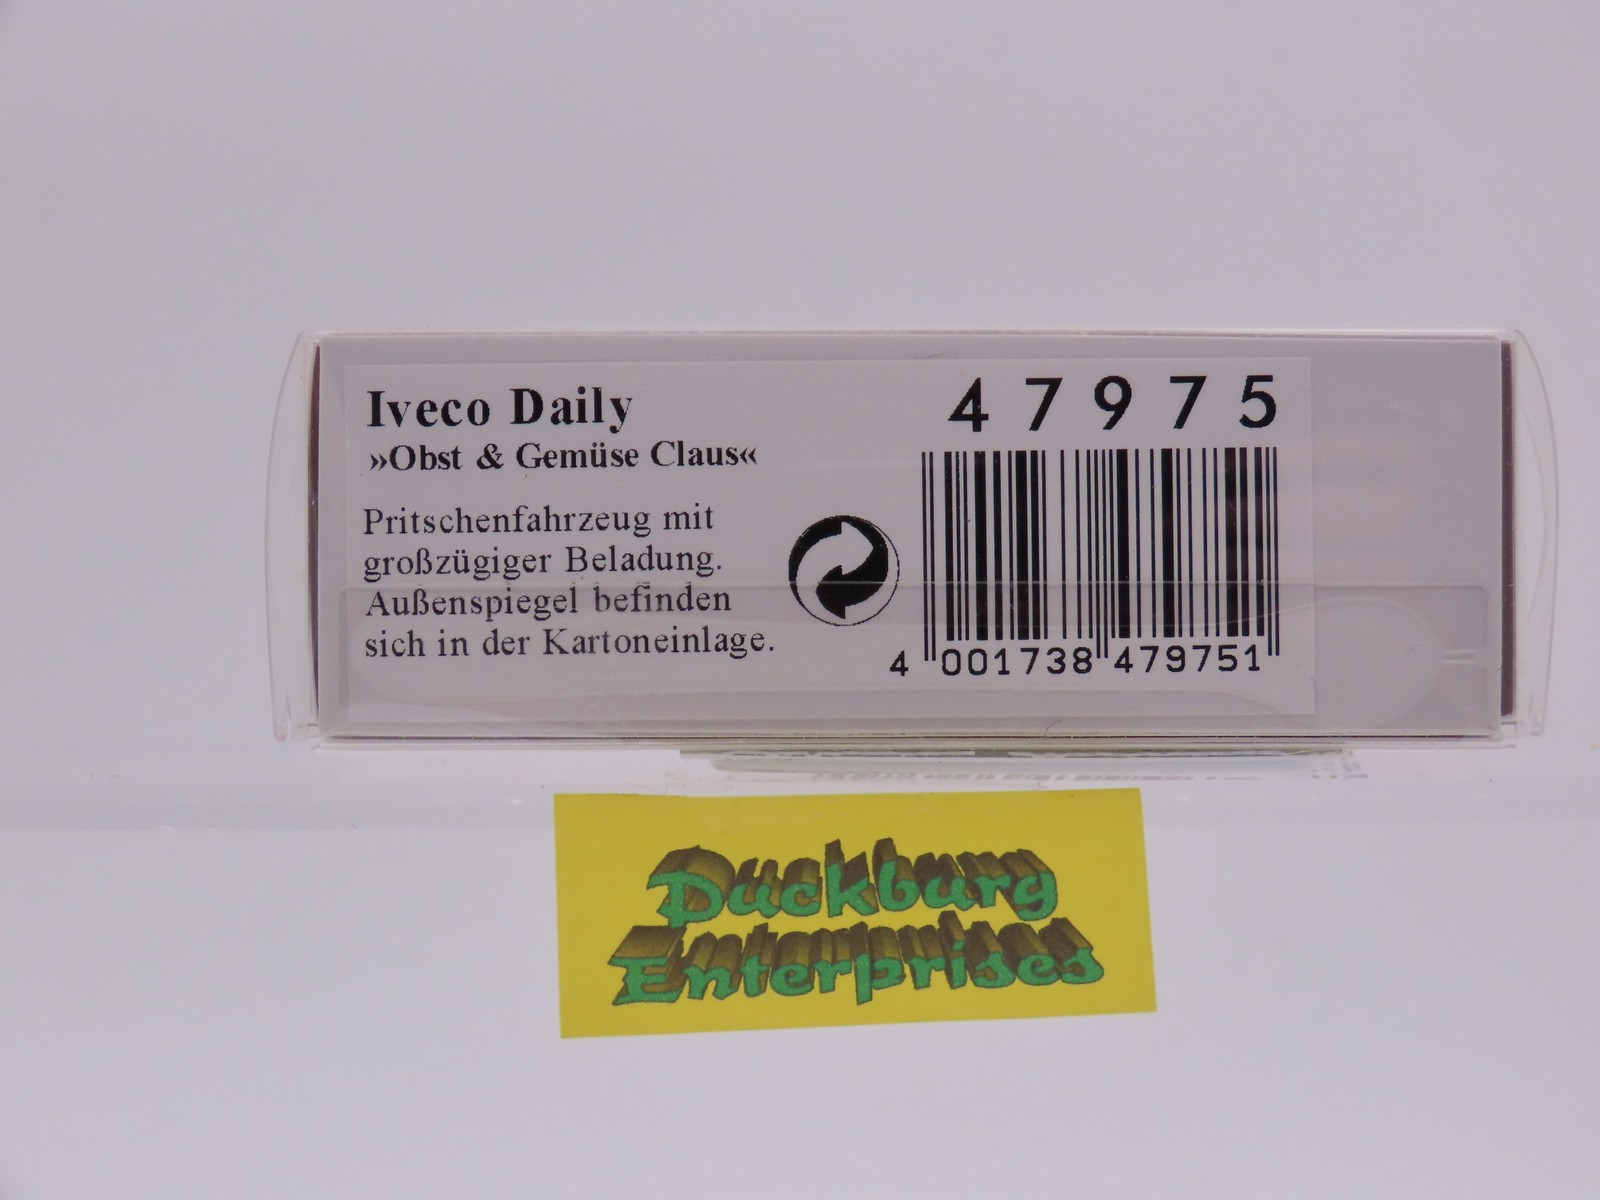 Iveco Daily
»Obst & Gemüse Claus«
Pritschenfahrzeug mit
großzügiger Beladung.
Außenspiegel befinden
sich in der Kartoneinlage.
47975
4 001738 479751
Duckburg
Enterprises